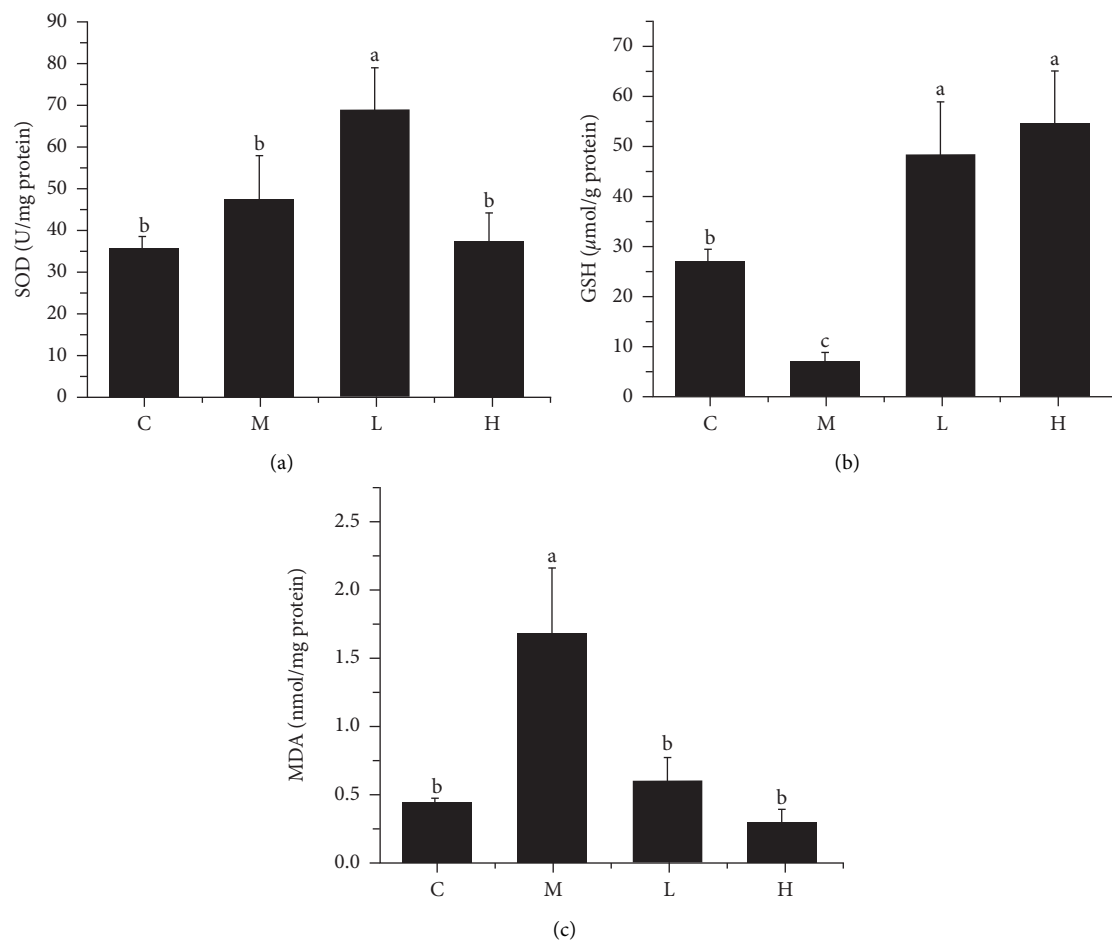 SOD (U/mg protein)
90
80
70
60
50
40
30
20
10
0
b
b
a
b
C M L H
(a)
GSH (μmol/g protein)
70
60
50
40
30
20
10
0
b
c
a
a
C M L H
(b)
MDA (nmol/mg protein)
2.5
2.0
1.5
1.0
0.5
0.0
b
a
b
b
C M L H
(c)